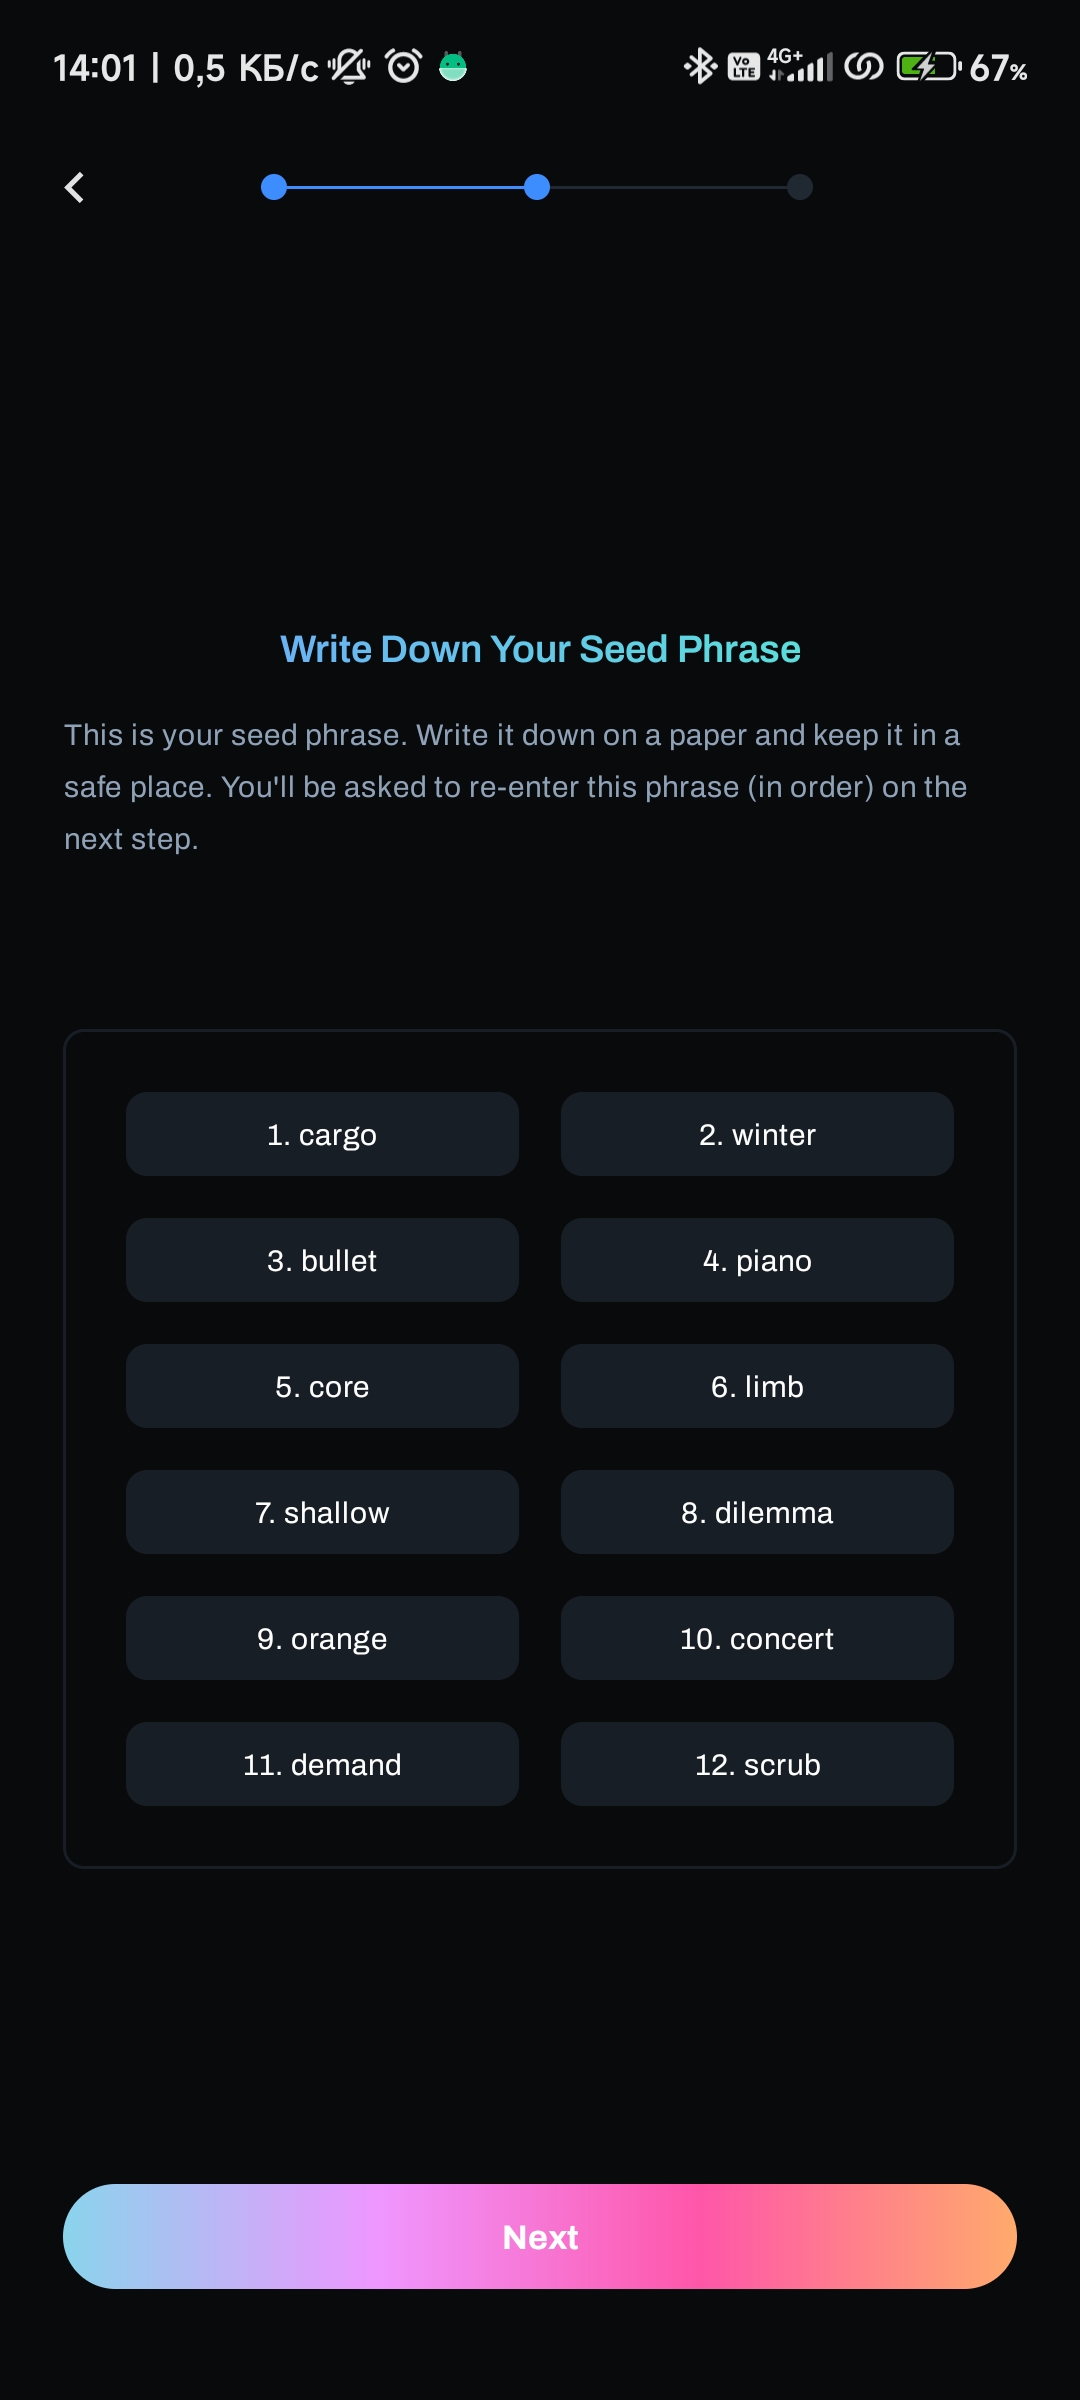 14:01 | 0,5 КБ/с
Vo LTE 4G+ 67%
Write Down Your Seed Phrase
This is your seed phrase. Write it down on a paper and keep it in a
safe place. You'll be asked to re-enter this phrase (in order) on the
next step.
1. cargo
2. winter
3. bullet
4. piano
5. core
6. limb
7. shallow
8. dilemma
9. orange
10. concert
11. demand
12. scrub
Next